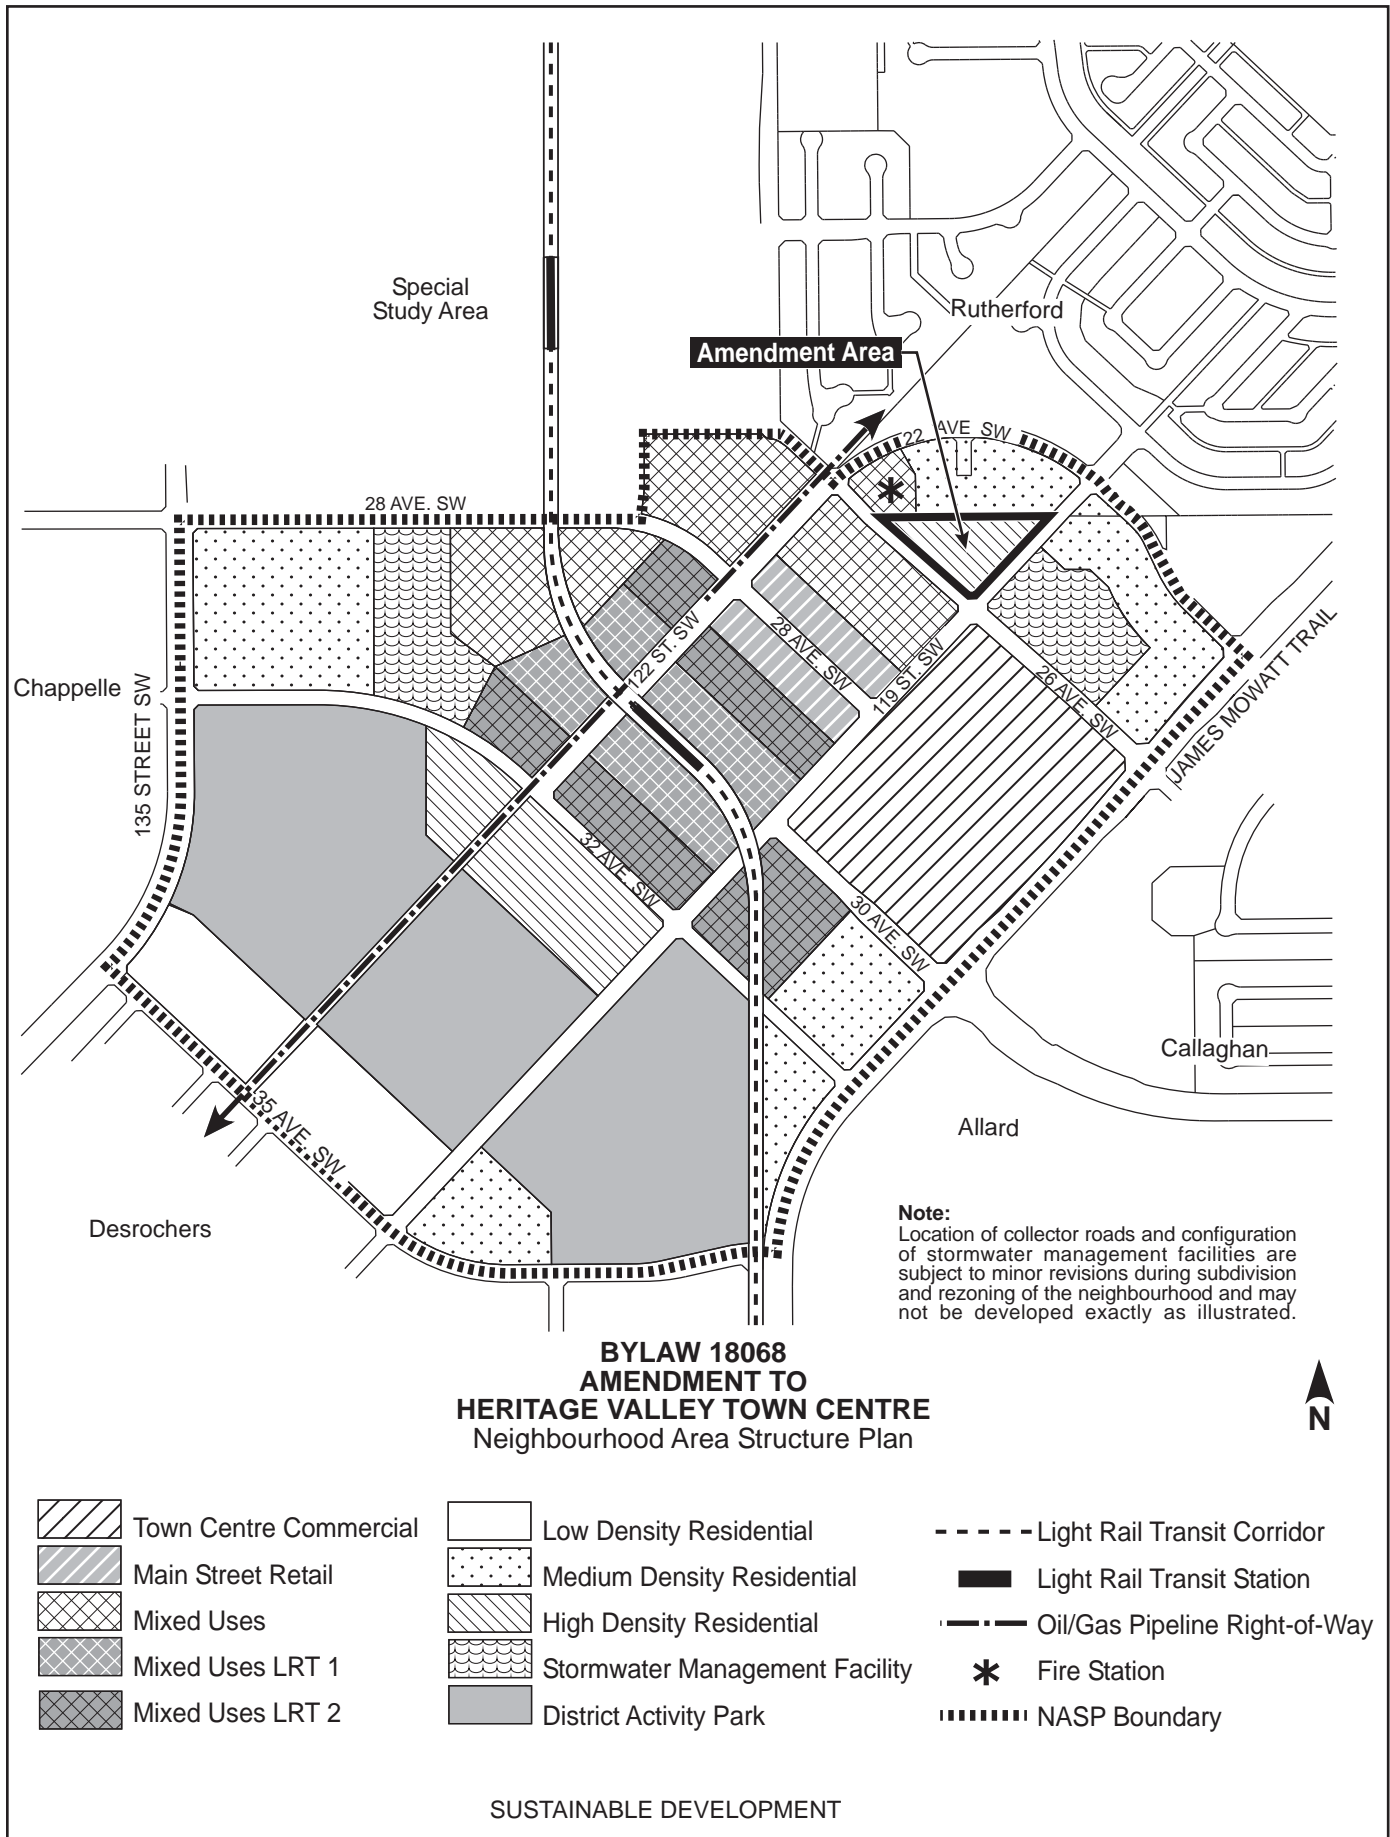 Special
Study Area
Rutherford
Amendment Area
22 AVE SW
28 AVE. SW
122 ST. SW
28 AVE. SW
119 ST. SW
26 AVE. SW
JAMES MOWATT TRAIL
Chappelle
135 STREET SW
32 AVE. SW
30 AVE. SW
Callaghan
35 AVE. SW
Allard
Desrochers
Note:
Location of collector roads and configuration
of stormwater management facilities are
subject to minor revisions during subdivision
and rezoning of the neighbourhood and may
not be developed exactly as illustrated.
BYLAW 18068
AMENDMENT TO
HERITAGE VALLEY TOWN CENTRE
Neighbourhood Area Structure Plan
N
Town Centre Commercial
Main Street Retail
Mixed Uses
Mixed Uses LRT 1
Mixed Uses LRT 2
Low Density Residential
Medium Density Residential
High Density Residential
Stormwater Management Facility
District Activity Park
Light Rail Transit Corridor
Light Rail Transit Station
Oil/Gas Pipeline Right-of-Way
Fire Station
NASP Boundary
SUSTAINABLE DEVELOPMENT